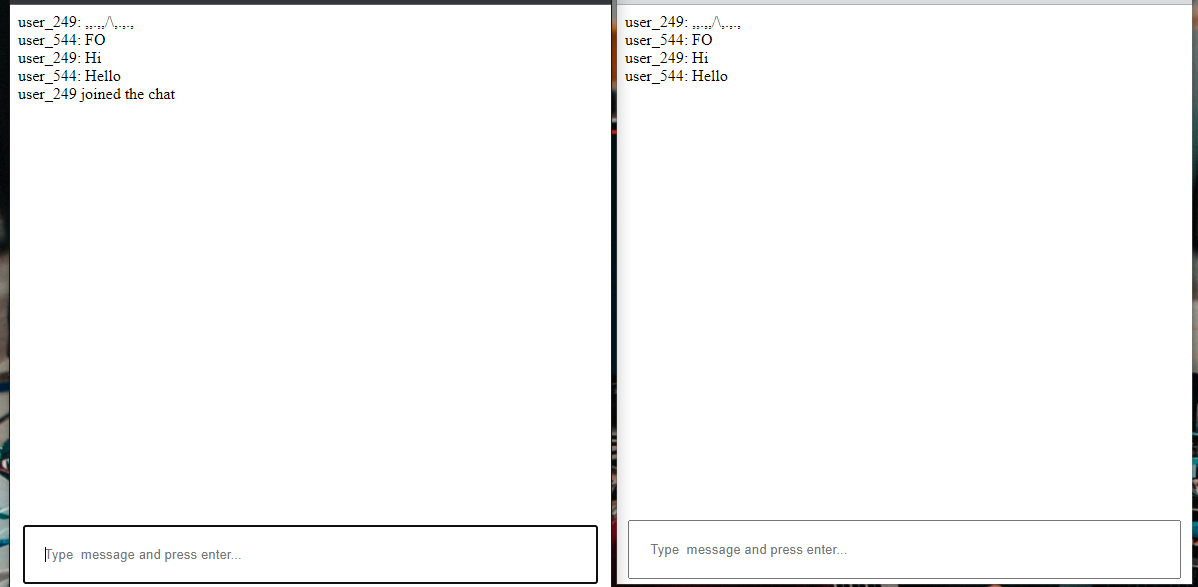 user_249: ,,.,,/\,.,.,
user_544: FO
user_249: Hi
user_544: Hello
user_249 joined the chat
Type  message and press enter...
user_249: ,,.,,/\,.,.,
user_544: FO
user_249: Hi
user_544: Hello
Type  message and press enter...